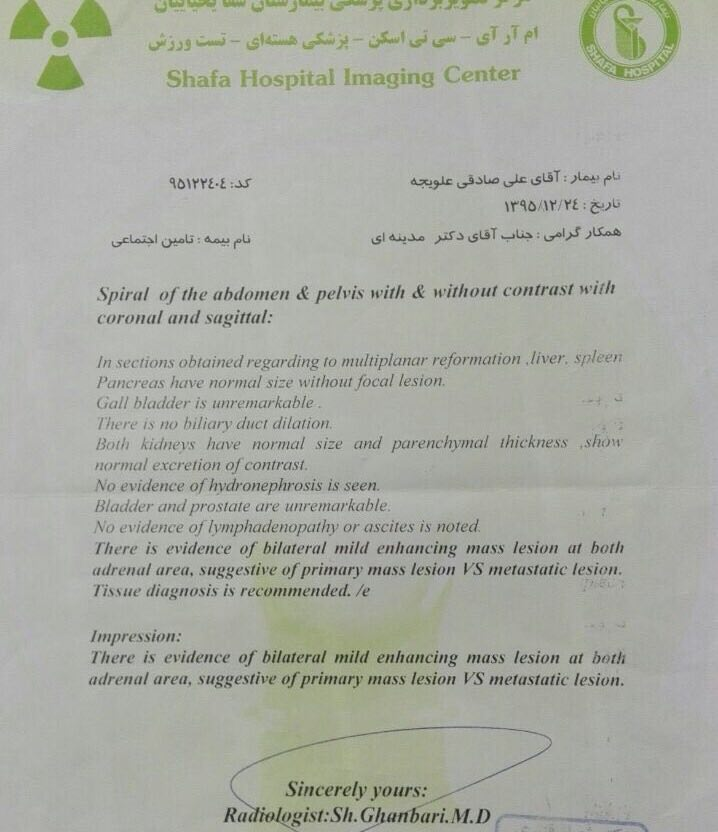 مرکز تصویربرداری پزشکی بیمارستان شفا یحیاییان
ام آر آی - سی تی اسکن - پزشکی هسته‌ای - تست ورزش
Shafa Hospital Imaging Center
SHAFA HOSPITAL
نام بیمار : آقای علی صادقی علویجه
کد: ۹۵۱۲۲۴۰۴
تاریخ : ۱۳۹۵/۱۲/۲۴
همکار گرامی : جناب آقای دکتر مدینه ای
نام بیمه : تامین اجتماعی
Spiral of the abdomen & pelvis with & without contrast with
coronal and sagittal:
In sections obtained regarding to multiplanar reformation ,liver, spleen
Pancreas have normal size without focal lesion.
Gall bladder is unremarkable .
There is no biliary duct dilation.
Both kidneys have normal size and parenchymal thickness ,show
normal excretion of contrast.
No evidence of hydronephrosis is seen.
Bladder and prostate are unremarkable.
No evidence of lymphadenopathy or ascites is noted.
There is evidence of bilateral mild enhancing mass lesion at both
adrenal area, suggestive of primary mass lesion VS metastatic lesion.
Tissue diagnosis is recommended. /e
Impression:
There is evidence of bilateral mild enhancing mass lesion at both
adrenal area, suggestive of primary mass lesion VS metastatic lesion.
Sincerely yours:
Radiologist:Sh.Ghanbari.M.D